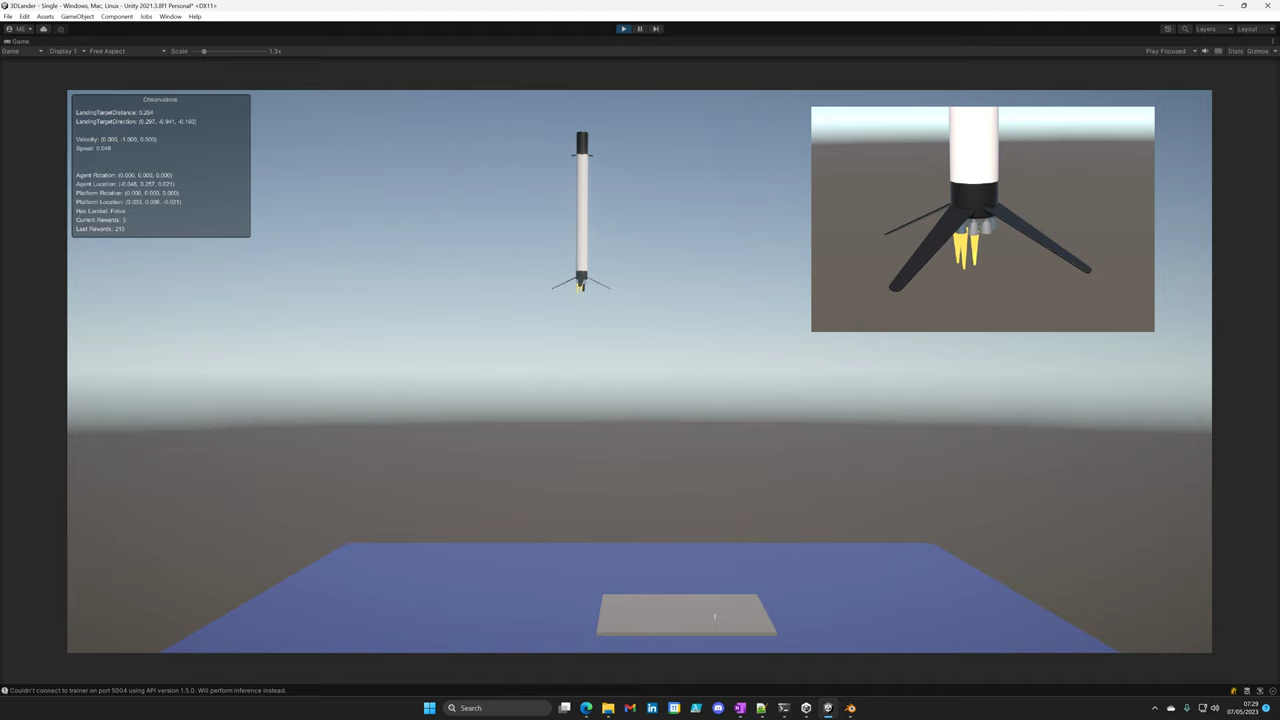 3DLander - Single - Windows, Mac, Linux - Unity 2021.3.8f1 Personal* <DX11>
File Edit Assets GameObject Component Jobs Window Help
ME Layers Layout
Game
Game Display 1 Free Aspect Scale 1.3x Play Focused Stats Gizmos
Observations
LandingTargetDistance: 0.264
LandingTargetDirection: (0.297, -0.941, -0.160)
Velocity: (0.000, -1.000, 0.000)
Speed: 0.048
Agent Rotation: (0.000, 0.000, 0.000)
Agent Location: (-0.046, 0.257, 0.021)
Platform Rotation: (0.000, 0.000, 0.000)
Platform Location: (0.033, 0.008, -0.021)
Has Landed: False
Current Rewards: 5
Last Rewards: 215
Couldn't connect to trainer on port 5004 using API version 1.5.0. Will perform inference instead.
Search
07:29
07/05/2023